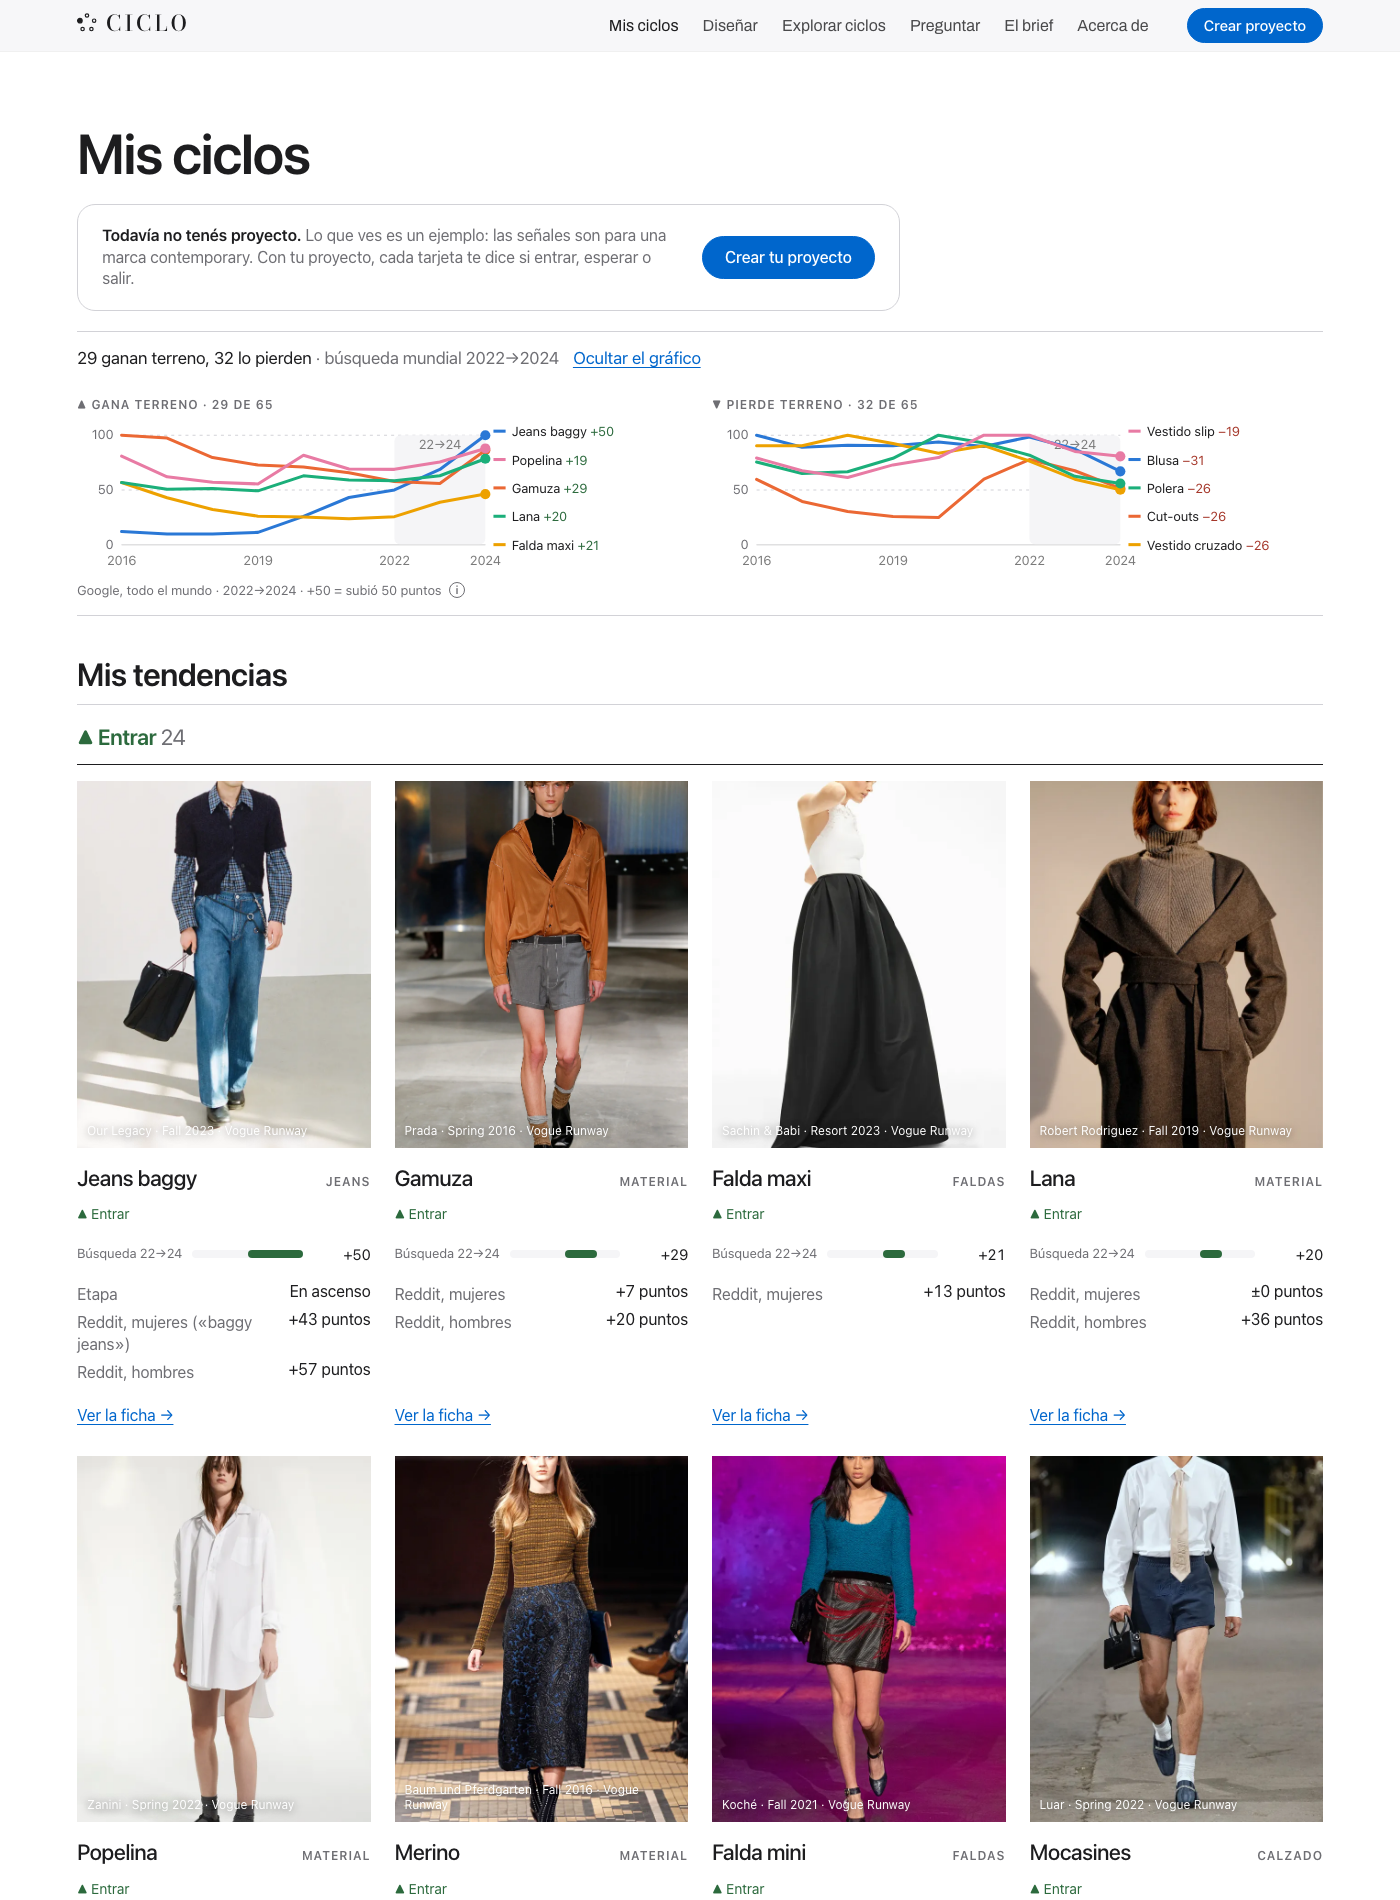 CICLO
Mis ciclos
Diseñar
Explorar ciclos
Preguntar
El brief
Acerca de
Crear proyecto
Mis ciclos
Todavía no tenés proyecto. Lo que ves es un ejemplo: las señales son para una
marca contemporary. Con tu proyecto, cada tarjeta te dice si entrar, esperar o
salir.
Crear tu proyecto
29 ganan terreno, 32 lo pierden · búsqueda mundial 2022→2024 Ocultar el gráfico
▲ GANA TERRENO · 29 DE 65
100
50
0
22→24
2016
2019
2022
2024
Jeans baggy +50
Popelina +19
Gamuza +29
Lana +20
Falda maxi +21
▼ PIERDE TERRENO · 32 DE 65
100
50
0
22→24
2016
2019
2022
2024
Vestido slip −19
Blusa −31
Polera −26
Cut-outs −26
Vestido cruzado −26
Google, todo el mundo · 2022→2024 · +50 = subió 50 puntos
Mis tendencias
▲ Entrar 24
Our Legacy · Fall 2023 · Vogue Runway
Jeans baggy
JEANS
▲ Entrar
Búsqueda 22→24 +50
Etapa En ascenso
Reddit, mujeres («baggy +43 puntos
jeans»)
Reddit, hombres +57 puntos
Ver la ficha →
Prada · Spring 2016 · Vogue Runway
Gamuza
MATERIAL
▲ Entrar
Búsqueda 22→24 +29
Reddit, mujeres +7 puntos
Reddit, hombres +20 puntos
Ver la ficha →
Sachin & Babi · Resort 2023 · Vogue Runway
Falda maxi
FALDAS
▲ Entrar
Búsqueda 22→24 +21
Reddit, mujeres +13 puntos
Ver la ficha →
Robert Rodriguez · Fall 2019 · Vogue Runway
Lana
MATERIAL
▲ Entrar
Búsqueda 22→24 +20
Reddit, mujeres ±0 puntos
Reddit, hombres +36 puntos
Ver la ficha →
Zanini · Spring 2022 · Vogue Runway
Popelina
MATERIAL
▲ Entrar
Baum und Pferdgarten · Fall 2016 · Vogue
Runway
Merino
MATERIAL
▲ Entrar
Koché · Fall 2021 · Vogue Runway
Falda mini
FALDAS
▲ Entrar
Luar · Spring 2022 · Vogue Runway
Mocasines
CALZADO
▲ Entrar